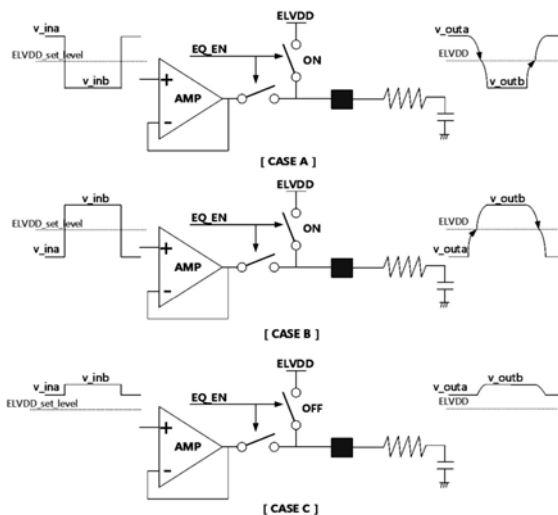 v_ina
ELVDD_set_level
v_inb
EQ_EN
ELVDD
ON
AMP
+
−
v_outa
ELVDD
v_outb
[ CASE A ]
v_inb
ELVDD_set_level
v_ina
EQ_EN
ELVDD
ON
AMP
+
−
v_outb
ELVDD
v_outa
[ CASE B ]
v_ina
v_inb
ELVDD_set_level
EQ_EN
ELVDD
OFF
AMP
+
−
v_outa
v_outb
ELVDD
[ CASE C ]